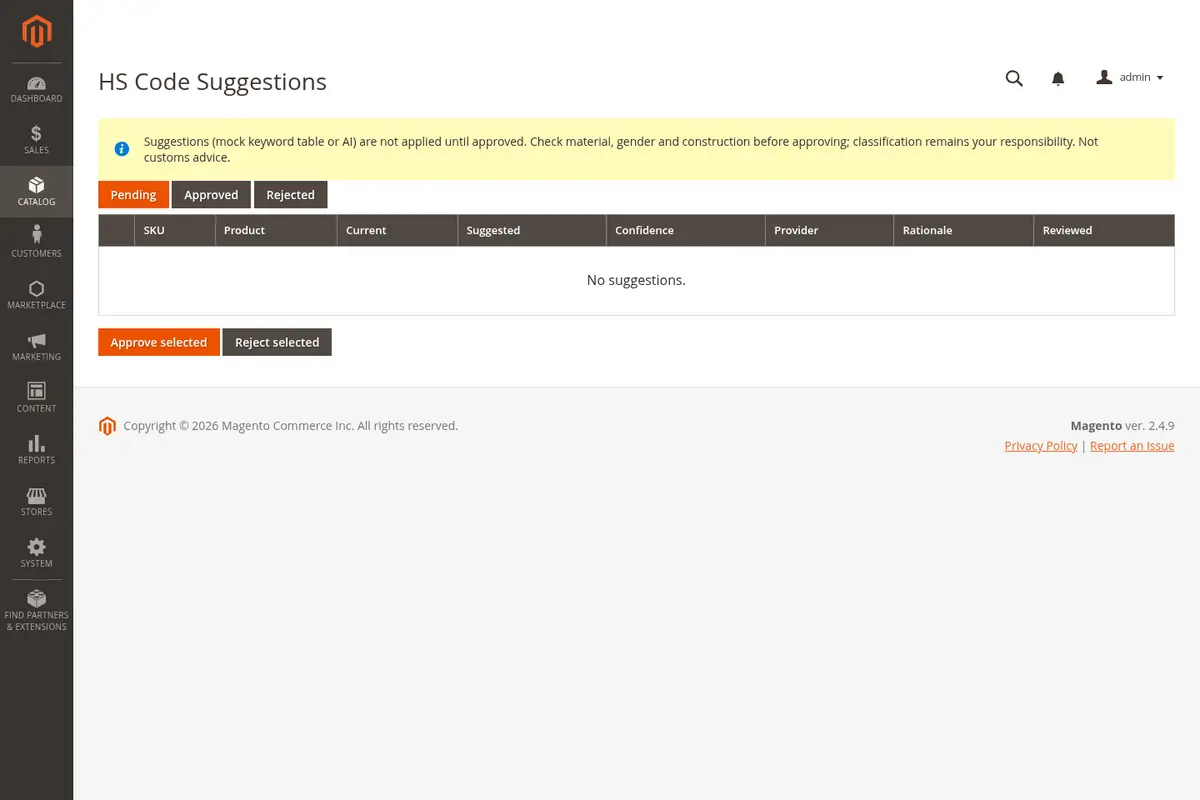 HS Code Suggestions
admin
DASHBOARD
SALES
CATALOG
CUSTOMERS
MARKETPLACE
MARKETING
CONTENT
REPORTS
STORES
SYSTEM
FIND PARTNERS
& EXTENSIONS
Suggestions (mock keyword table or AI) are not applied until approved. Check material, gender and construction before approving; classification remains your responsibility. Not
customs advice.
Pending Approved Rejected
SKU Product Current Suggested Confidence Provider Rationale Reviewed
No suggestions.
Approve selected Reject selected
Copyright © 2026 Magento Commerce Inc. All rights reserved.
Magento ver. 2.4.9
Privacy Policy | Report an Issue